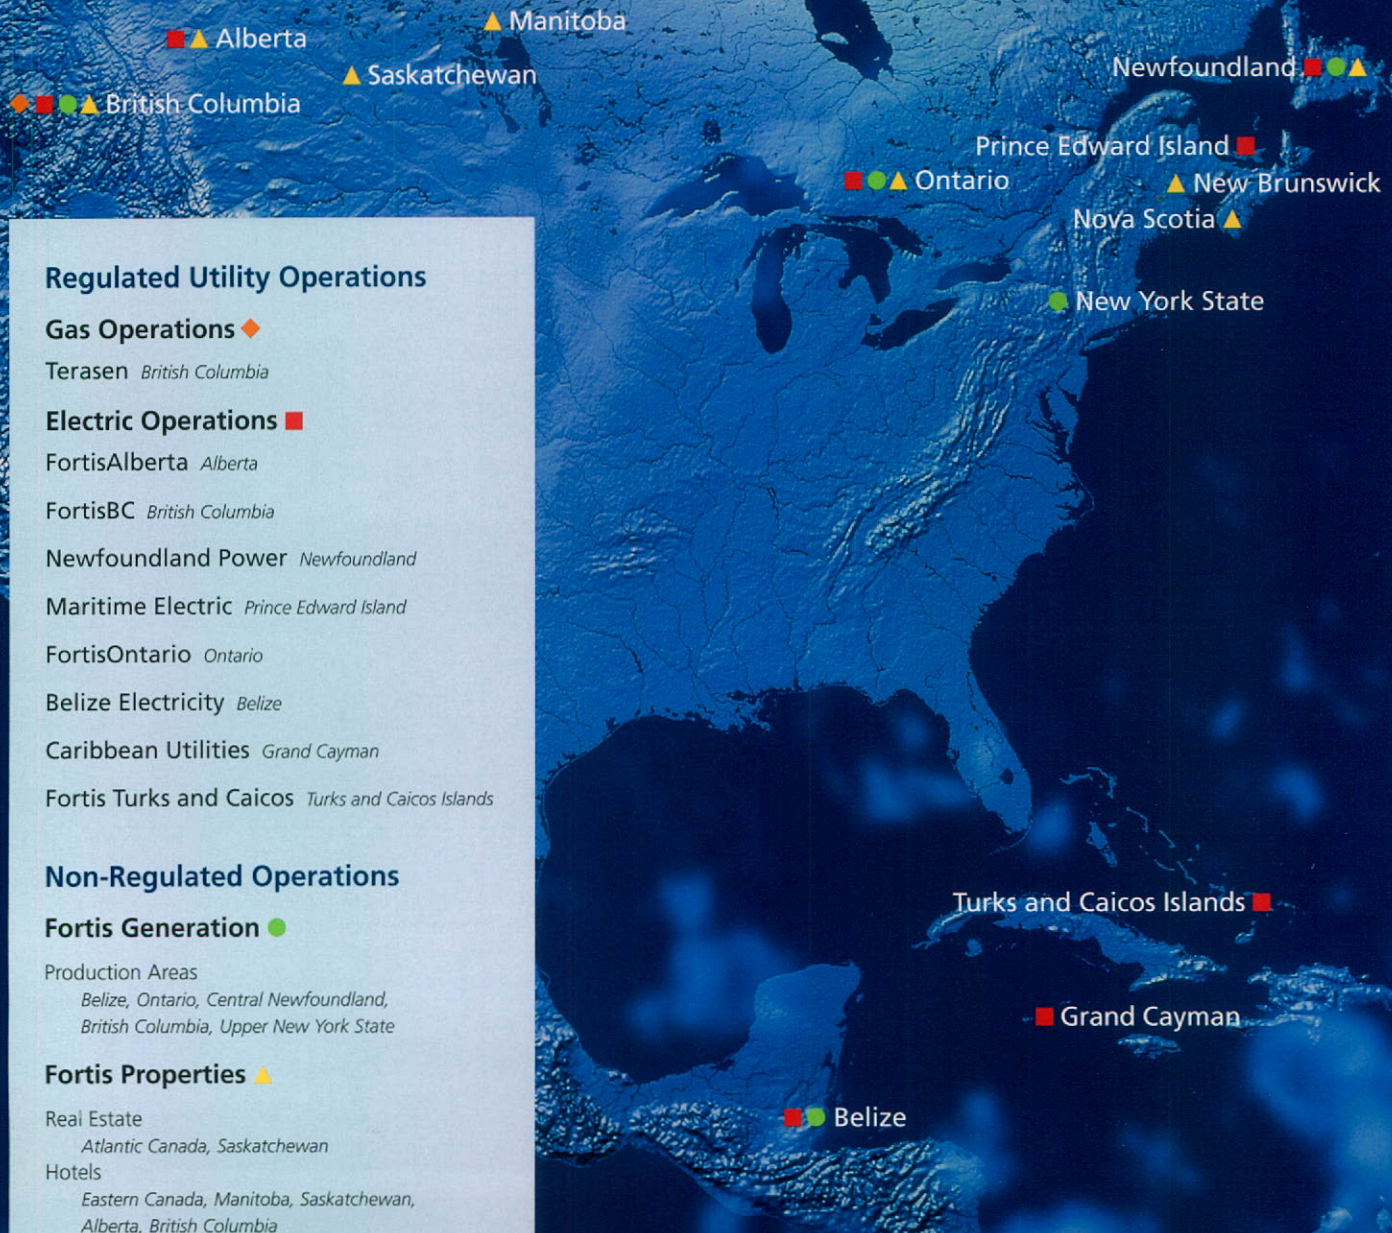 Manitoba
Alberta
Saskatchewan
Newfoundland
British Columbia
Prince Edward Island
Ontario
New Brunswick
Nova Scotia
New York State
Turks and Caicos Islands
Grand Cayman
Belize
Regulated Utility Operations
Gas Operations
Terasen British Columbia
Electric Operations
FortisAlberta Alberta
FortisBC British Columbia
Newfoundland Power Newfoundland
Maritime Electric Prince Edward Island
FortisOntario Ontario
Belize Electricity Belize
Caribbean Utilities Grand Cayman
Fortis Turks and Caicos Turks and Caicos Islands
Non-Regulated Operations
Fortis Generation
Production Areas
Belize, Ontario, Central Newfoundland,
British Columbia, Upper New York State
Fortis Properties
Real Estate
Atlantic Canada, Saskatchewan
Hotels
Eastern Canada, Manitoba, Saskatchewan,
Alberta, British Columbia